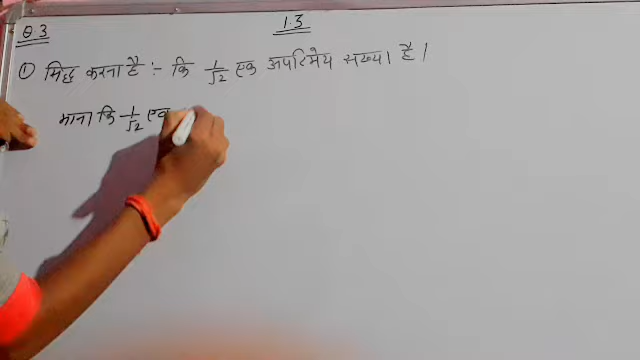 Q 3
1.3
① सिद्ध करना है :- कि 1/√2 एक अपरिमेय संख्या है।
माना कि 1/√2 एक